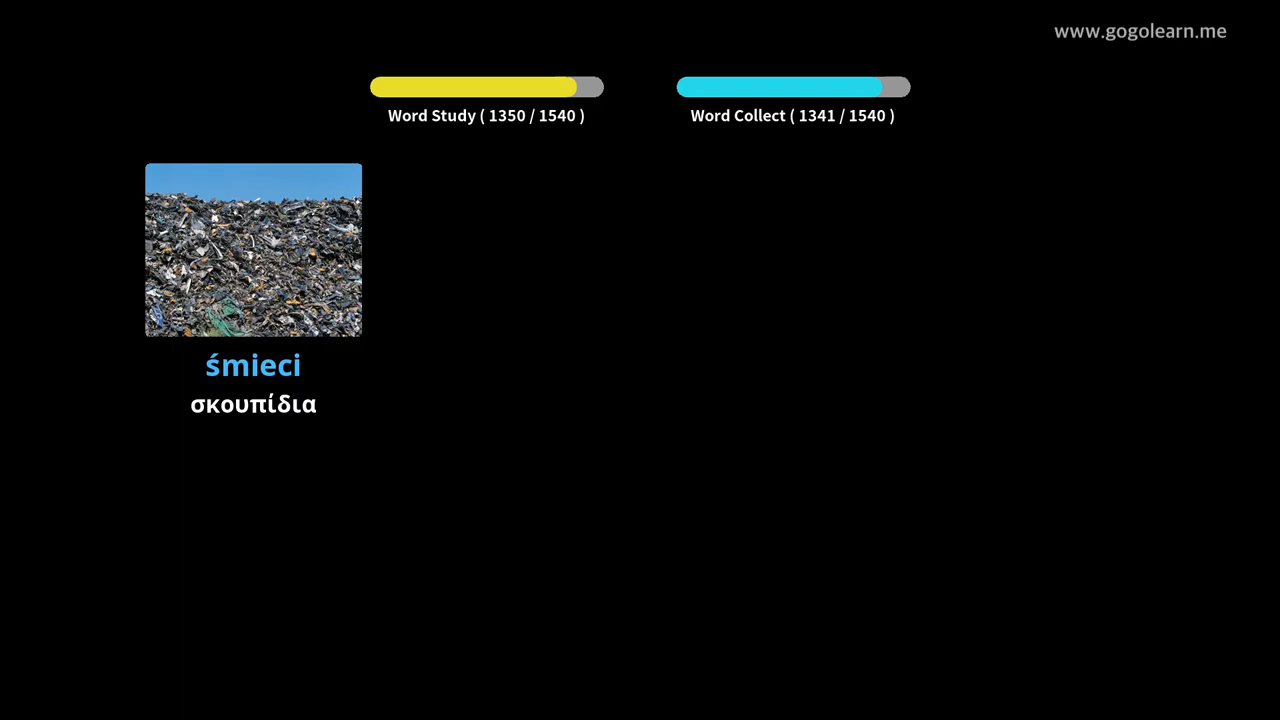 www.gogolearn.me
Word Study ( 1350 / 1540 )
Word Collect ( 1341 / 1540 )
śmieci
σκουπίδια